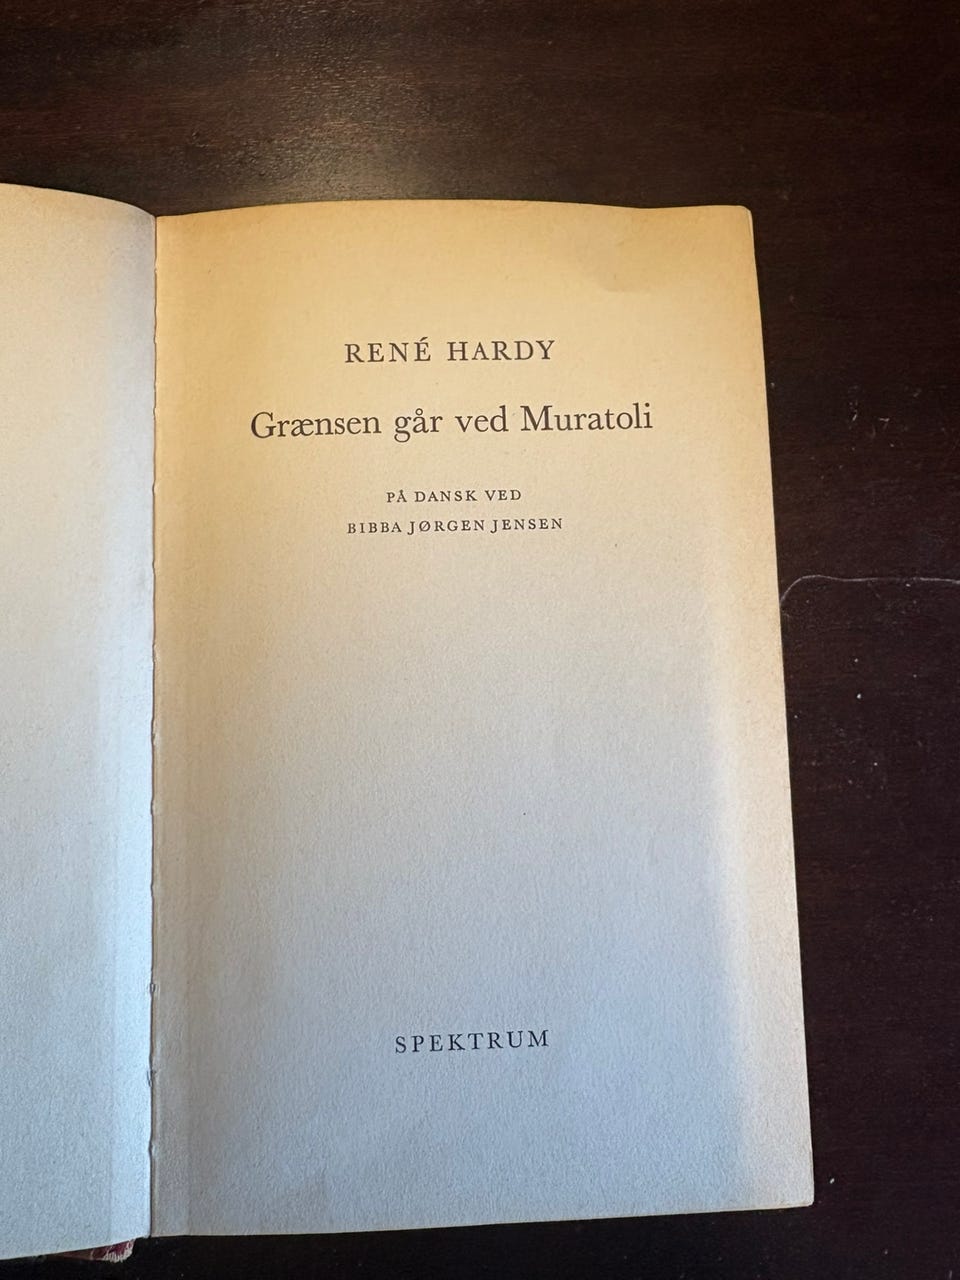 RENÉ HARDY
Grænsen går ved Muratoli
PÅ DANSK VED
BIBBA JØRGEN JENSEN
SPEKTRUM